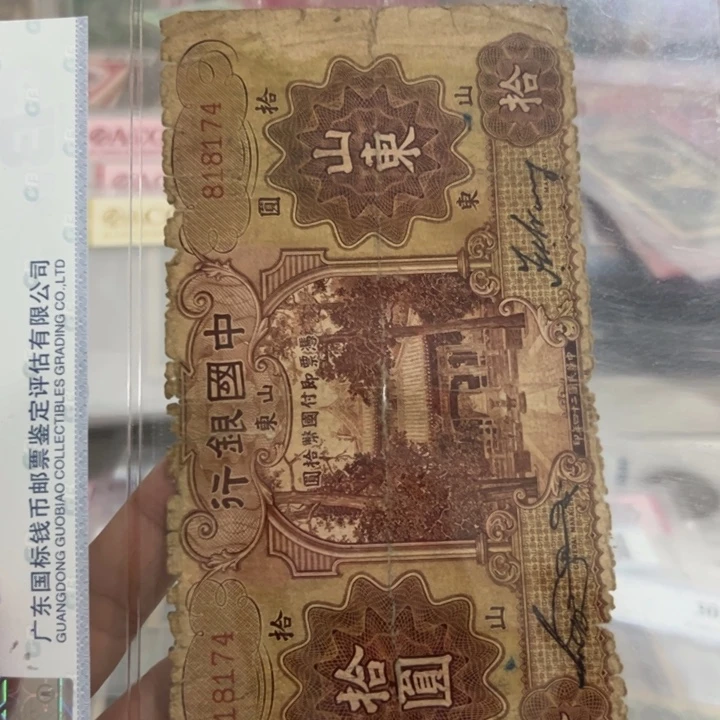 广东国标钱币邮票鉴定评估有限公司
GUANGDONG GUOBIAO COLLECTIBLES GRADING CO.,LTD
中國銀行
山東
818174
818174
憑票即付國幣拾圓
山東
拾圓
拾
圓
山
東
拾
拾
山